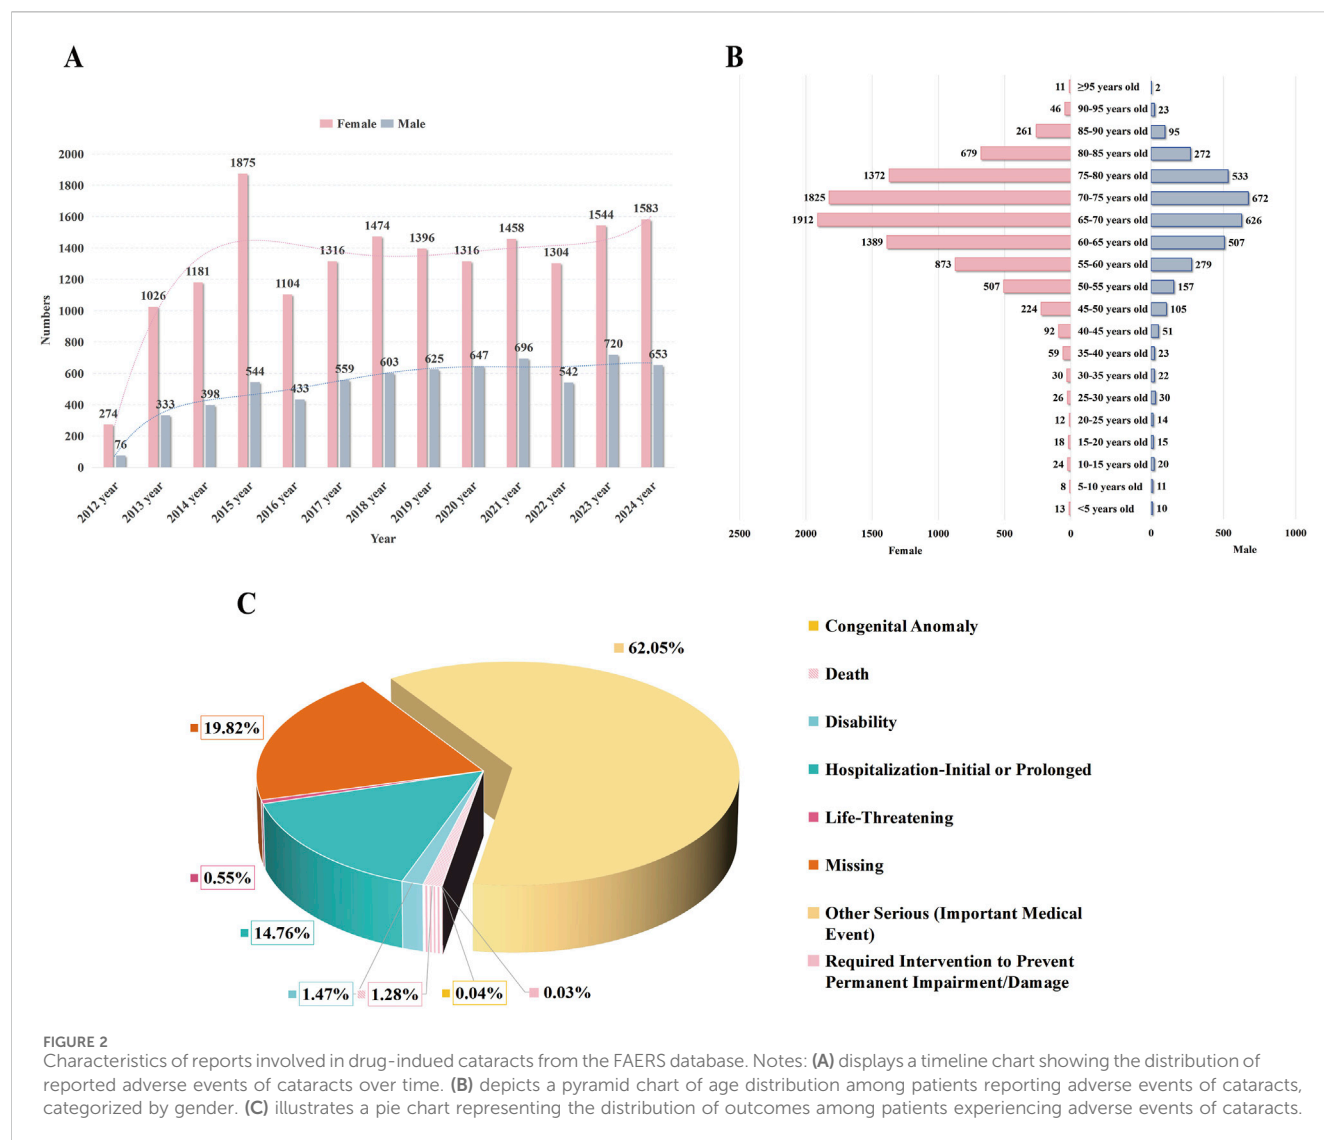 A
Female Male
2000
1800
1600
1400
1200
1000
800
600
400
200
0
Numbers
274
76
1026
333
1181
398
1875
544
1104
433
1316
559
1474
603
1396
625
1316
647
1458
696
1304
542
1544
720
1583
653
2012 year
2013 year
2014 year
2015 year
2016 year
2017 year
2018 year
2019 year
2020 year
2021 year
2022 year
2023 year
2024 year
Year
B
11 ≥95 years old 2
46 90-95 years old 23
261 85-90 years old 95
679 80-85 years old 272
1372 75-80 years old 533
1825 70-75 years old 672
1912 65-70 years old 626
1389 60-65 years old 507
873 55-60 years old 279
507 50-55 years old 157
224 45-50 years old 105
92 40-45 years old 51
59 35-40 years old 23
30 30-35 years old 22
26 25-30 years old 30
12 20-25 years old 14
18 15-20 years old 15
24 10-15 years old 20
8 5-10 years old 11
13 <5 years old 10
2500 2000 1500 1000 500 0 0 500 1000
Female Male
C
62.05%
19.82%
0.55%
14.76%
1.47%
1.28%
0.04%
0.03%
Congenital Anomaly
Death
Disability
Hospitalization-Initial or Prolonged
Life-Threatening
Missing
Other Serious (Important Medical
Event)
Required Intervention to Prevent
Permanent Impairment/Damage
FIGURE 2
Characteristics of reports involved in drug-indued cataracts from the FAERS database. Notes: (A) displays a timeline chart showing the distribution of
reported adverse events of cataracts over time. (B) depicts a pyramid chart of age distribution among patients reporting adverse events of cataracts,
categorized by gender. (C) illustrates a pie chart representing the distribution of outcomes among patients experiencing adverse events of cataracts.